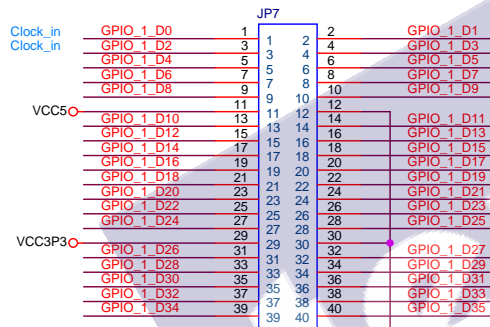 JP7
Clock_in GPIO_1_D0 1 1 2 2 GPIO_1_D1
Clock_in GPIO_1_D2 3 3 4 4 GPIO_1_D3
GPIO_1_D4 5 5 6 6 GPIO_1_D5
GPIO_1_D6 7 7 8 8 GPIO_1_D7
GPIO_1_D8 9 9 10 10 GPIO_1_D9
VCC5 11 11 12 12
GPIO_1_D10 13 13 14 14 GPIO_1_D11
GPIO_1_D12 15 15 16 16 GPIO_1_D13
GPIO_1_D14 17 17 18 18 GPIO_1_D15
GPIO_1_D16 19 19 20 20 GPIO_1_D17
GPIO_1_D18 21 21 22 22 GPIO_1_D19
GPIO_1_D20 23 23 24 24 GPIO_1_D21
GPIO_1_D22 25 25 26 26 GPIO_1_D23
GPIO_1_D24 27 27 28 28 GPIO_1_D25
VCC3P3 29 29 30 30
GPIO_1_D26 31 31 32 32 GPIO_1_D27
GPIO_1_D28 33 33 34 34 GPIO_1_D29
GPIO_1_D30 35 35 36 36 GPIO_1_D31
GPIO_1_D32 37 37 38 38 GPIO_1_D33
GPIO_1_D34 39 39 40 40 GPIO_1_D35